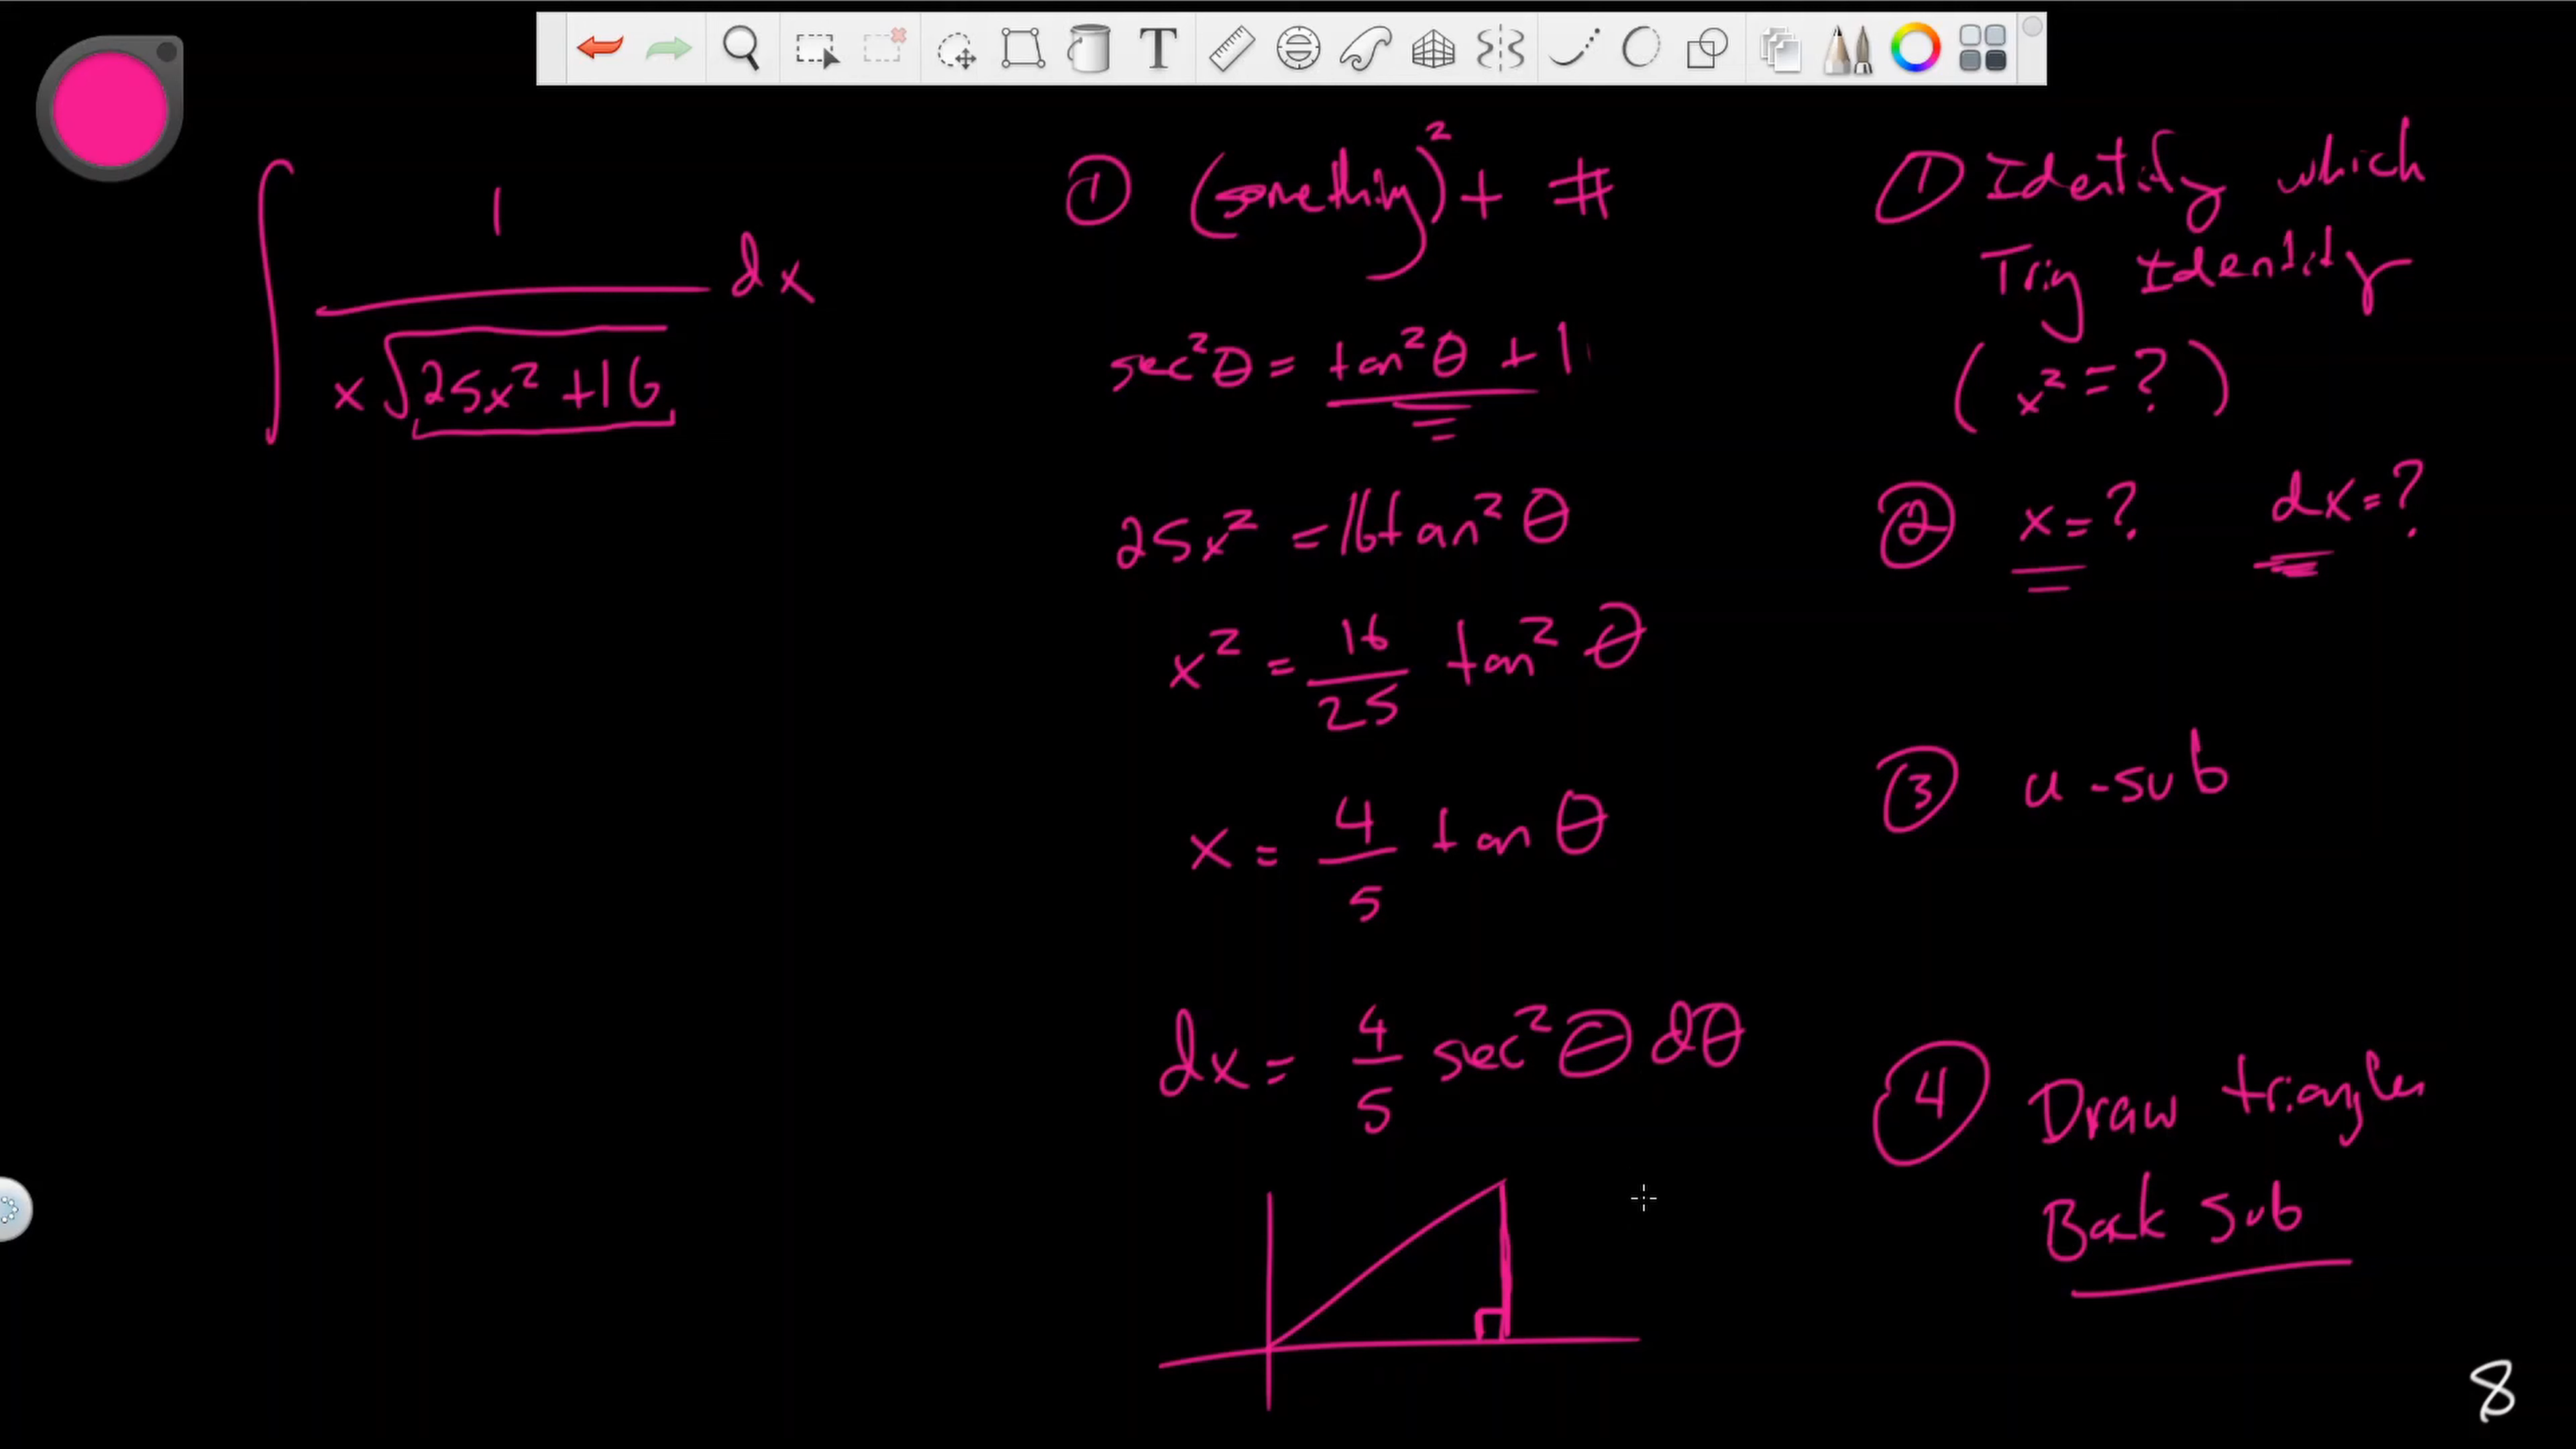 ∫ 1 / (x√(25x² + 16)) dx
① (something)² + #
sec²θ = tan²θ + 1
25x² = 16tan²θ
x² = 16/25 tan²θ
x = 4/5 tan θ
dx = 4/5 sec²θ dθ
① Identify which
Trig Identity
(x² = ?)
② x = ? dx = ?
③ u-sub
④ Draw triangle
Back Sub
8
T